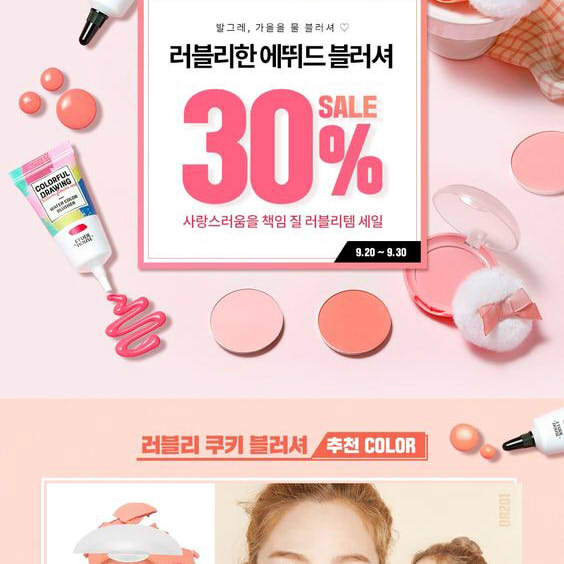 발그레, 가을을 물 블러셔 ♡
러블리한 에뛰드 블러셔
30%
SALE
사랑스러움을 책임 질 러블리템 세일
9.20 ~ 9.30
COLORFUL
DRAWING
WATER COLOR
BLUSHER
ETUDE
HOUSE
러블리 쿠키 블러셔 추천 COLOR
OR201